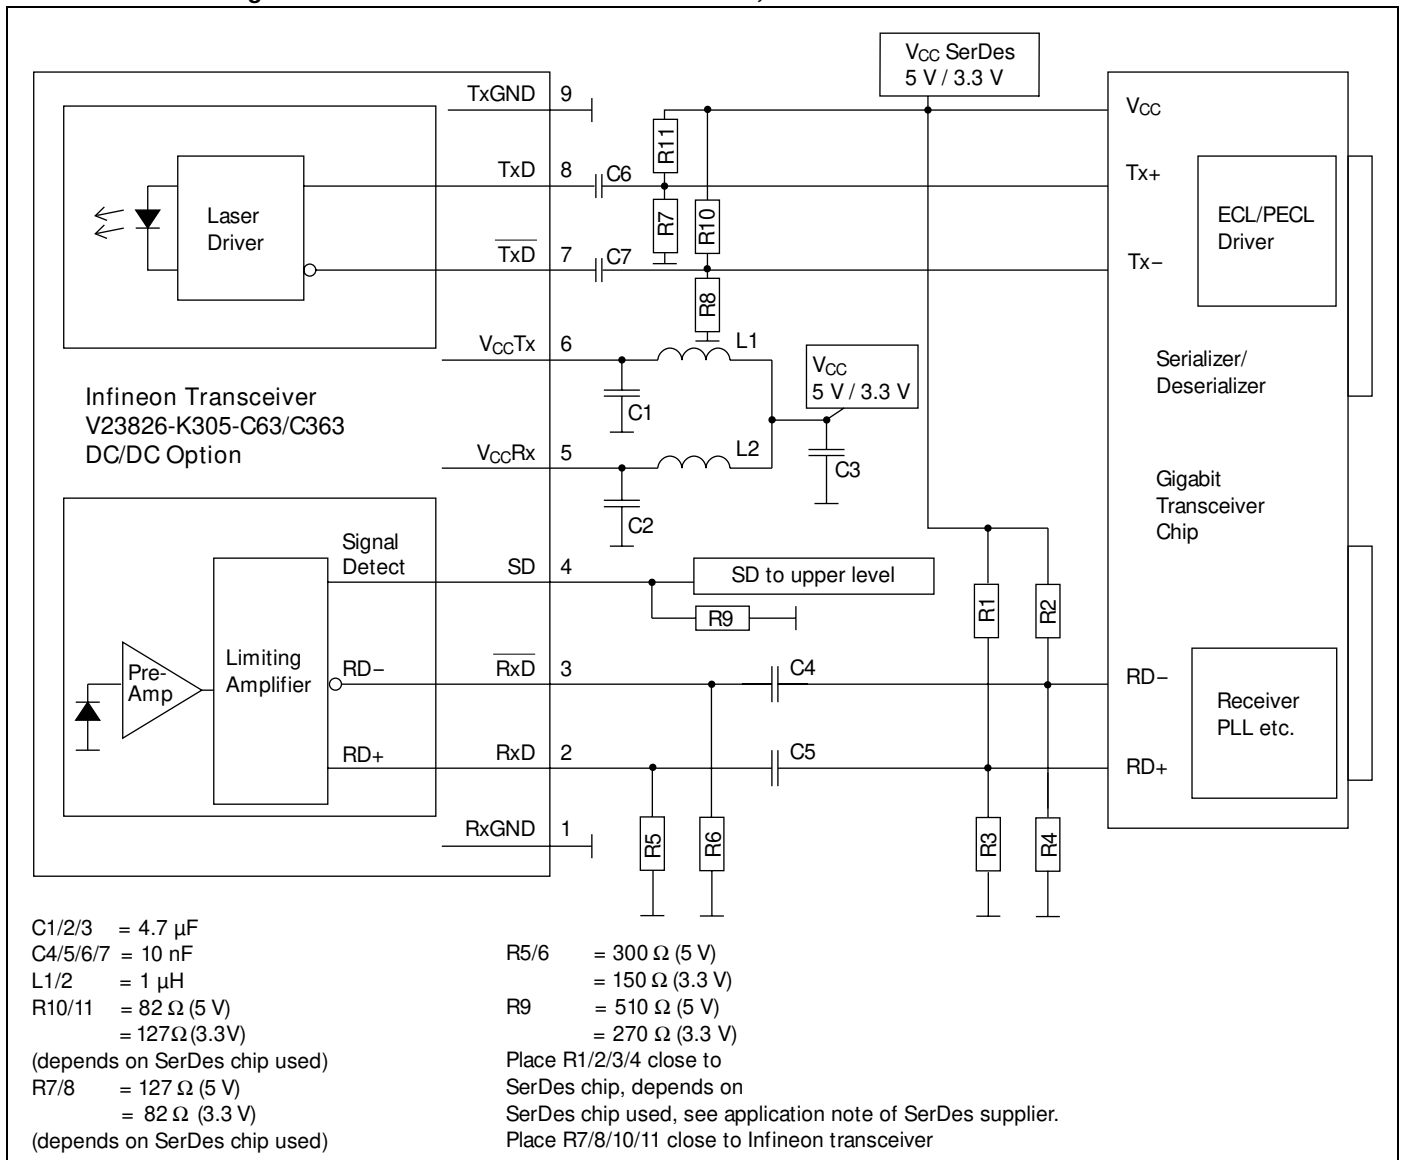 V_CC SerDes
5 V / 3.3 V
TxGND 9
V_CC
R11
TxD 8
C6
Tx+
Laser
Driver
R7
R10
ECL/PECL
Driver
TxD 7
C7
Tx−
R8
V_CCTx 6
L1
V_CC
5 V / 3.3 V
Serializer/
Deserializer
C1
Infineon Transceiver
V23826-K305-C63/C363
DC/DC Option
V_CCRx 5
L2
C3
Gigabit
Transceiver
Chip
C2
Signal
Detect
SD 4
SD to upper level
R9
R1
R2
Pre-
Amp
Limiting
Amplifier
RD−
RxD 3
C4
RD−
Receiver
PLL etc.
RD+
RxD 2
C5
RD+
RxGND 1
R5
R6
R3
R4
C1/2/3 = 4.7 µF
C4/5/6/7 = 10 nF
L1/2 = 1 µH
R10/11 = 82 Ω (5 V)
= 127Ω (3.3V)
(depends on SerDes chip used)
R7/8 = 127 Ω (5 V)
= 82 Ω (3.3 V)
(depends on SerDes chip used)
R5/6 = 300 Ω (5 V)
= 150 Ω (3.3 V)
R9 = 510 Ω (5 V)
= 270 Ω (3.3 V)
Place R1/2/3/4 close to
SerDes chip, depends on
SerDes chip used, see application note of SerDes supplier.
Place R7/8/10/11 close to Infineon transceiver